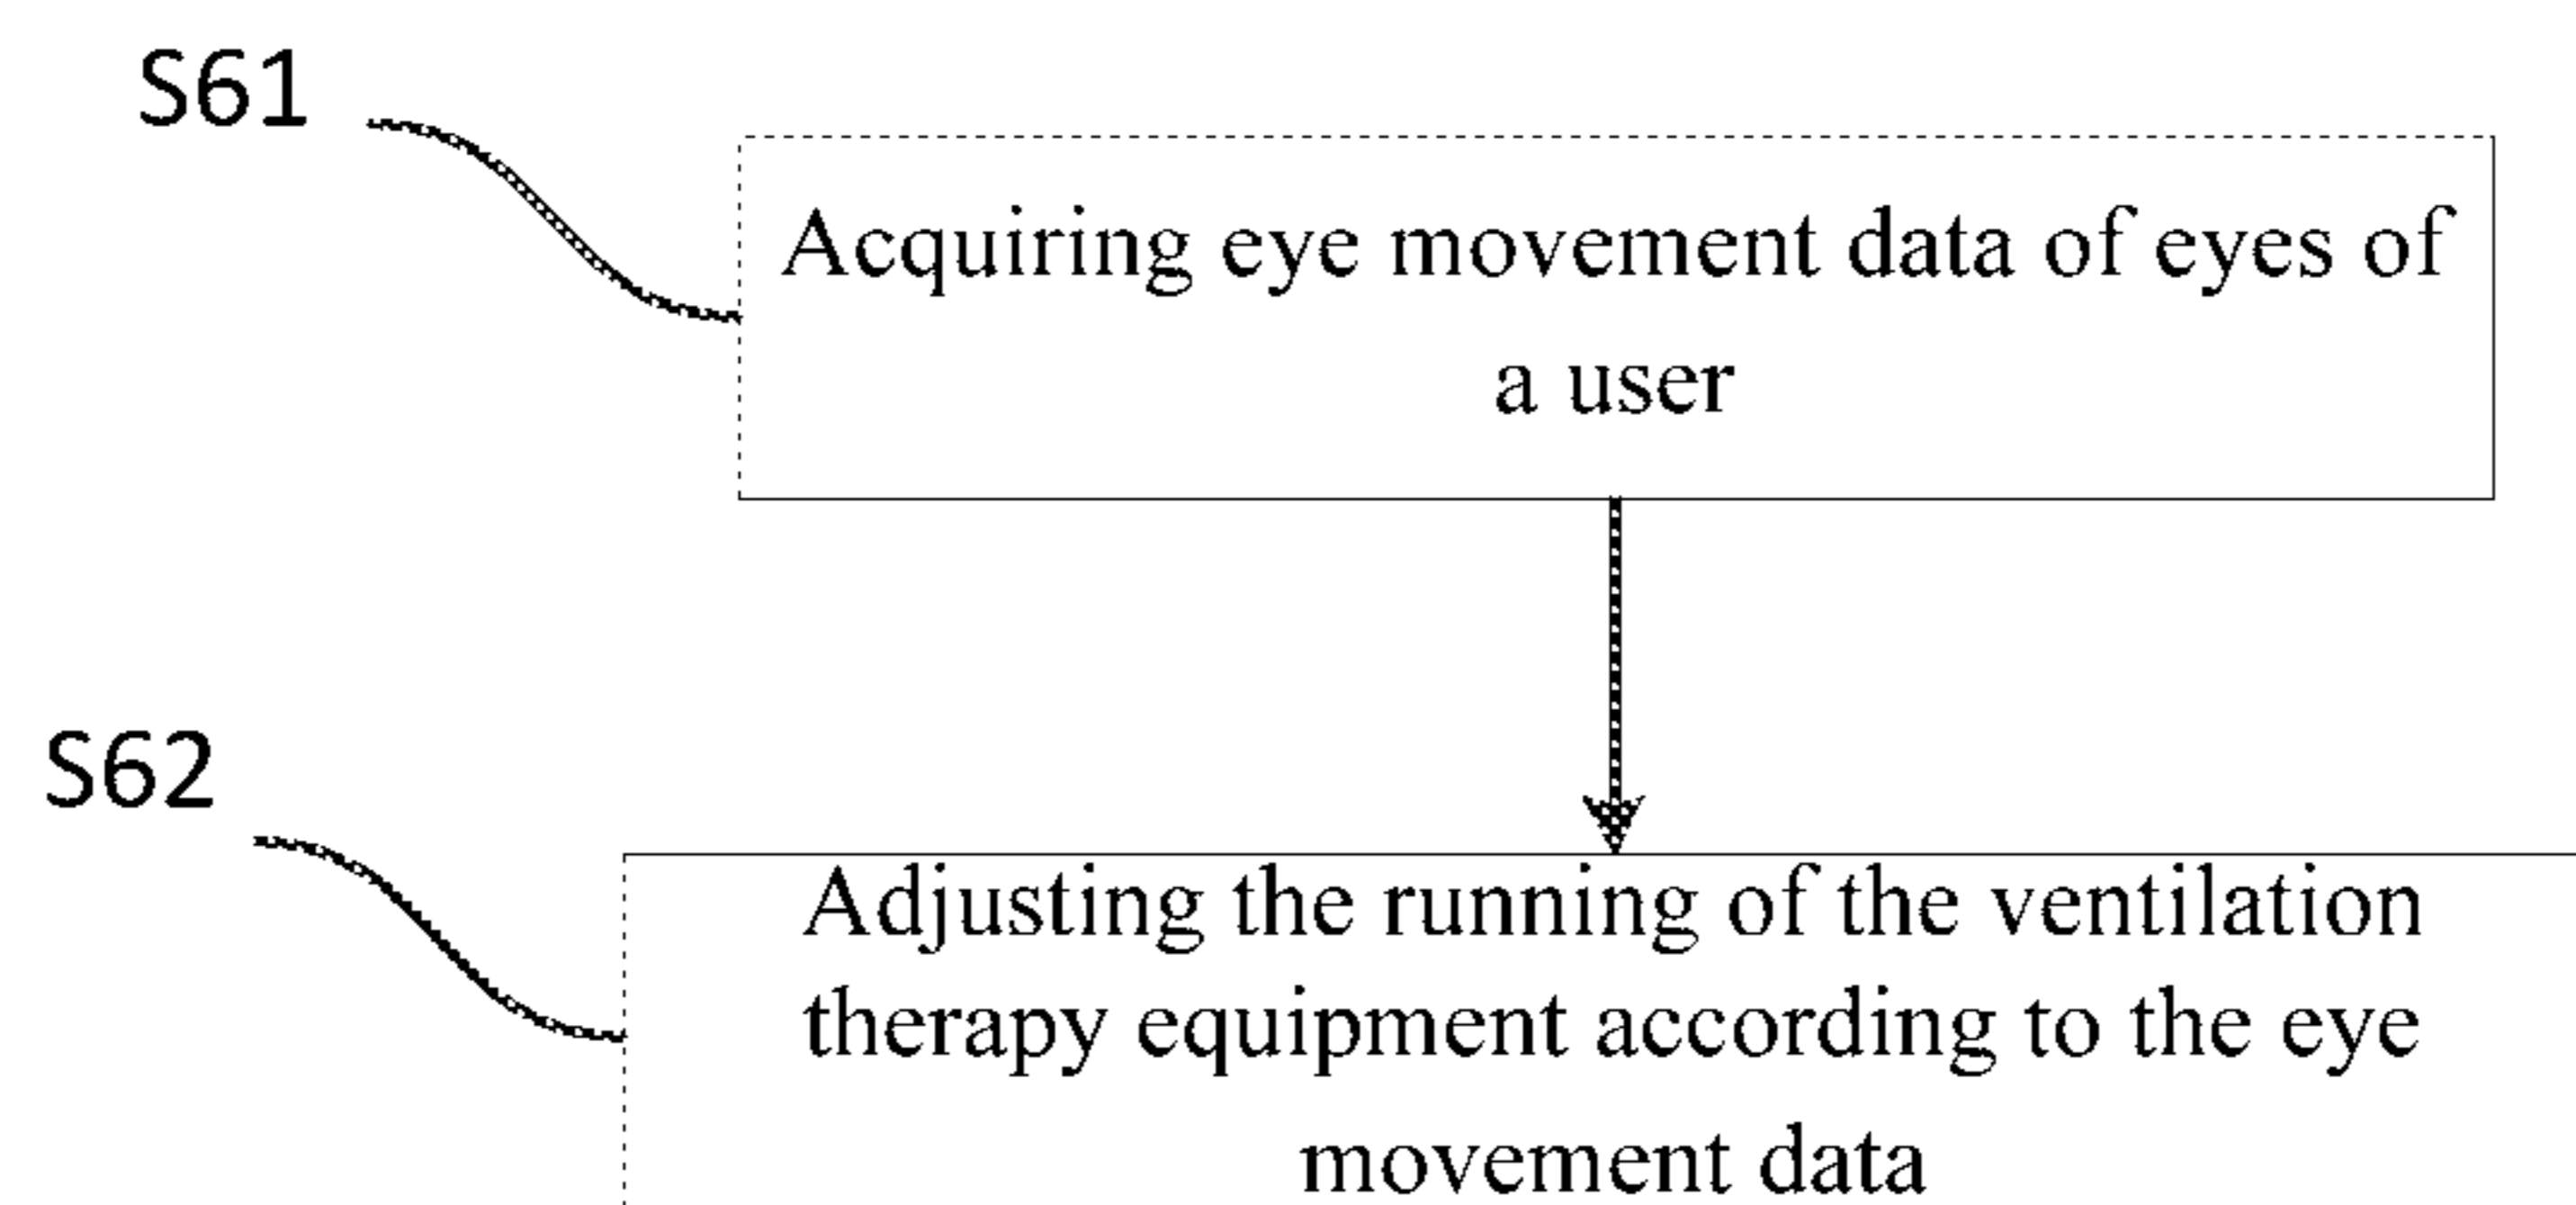 S61
Acquiring eye movement data of eyes of
a user
S62
Adjusting the running of the ventilation
therapy equipment according to the eye
movement data